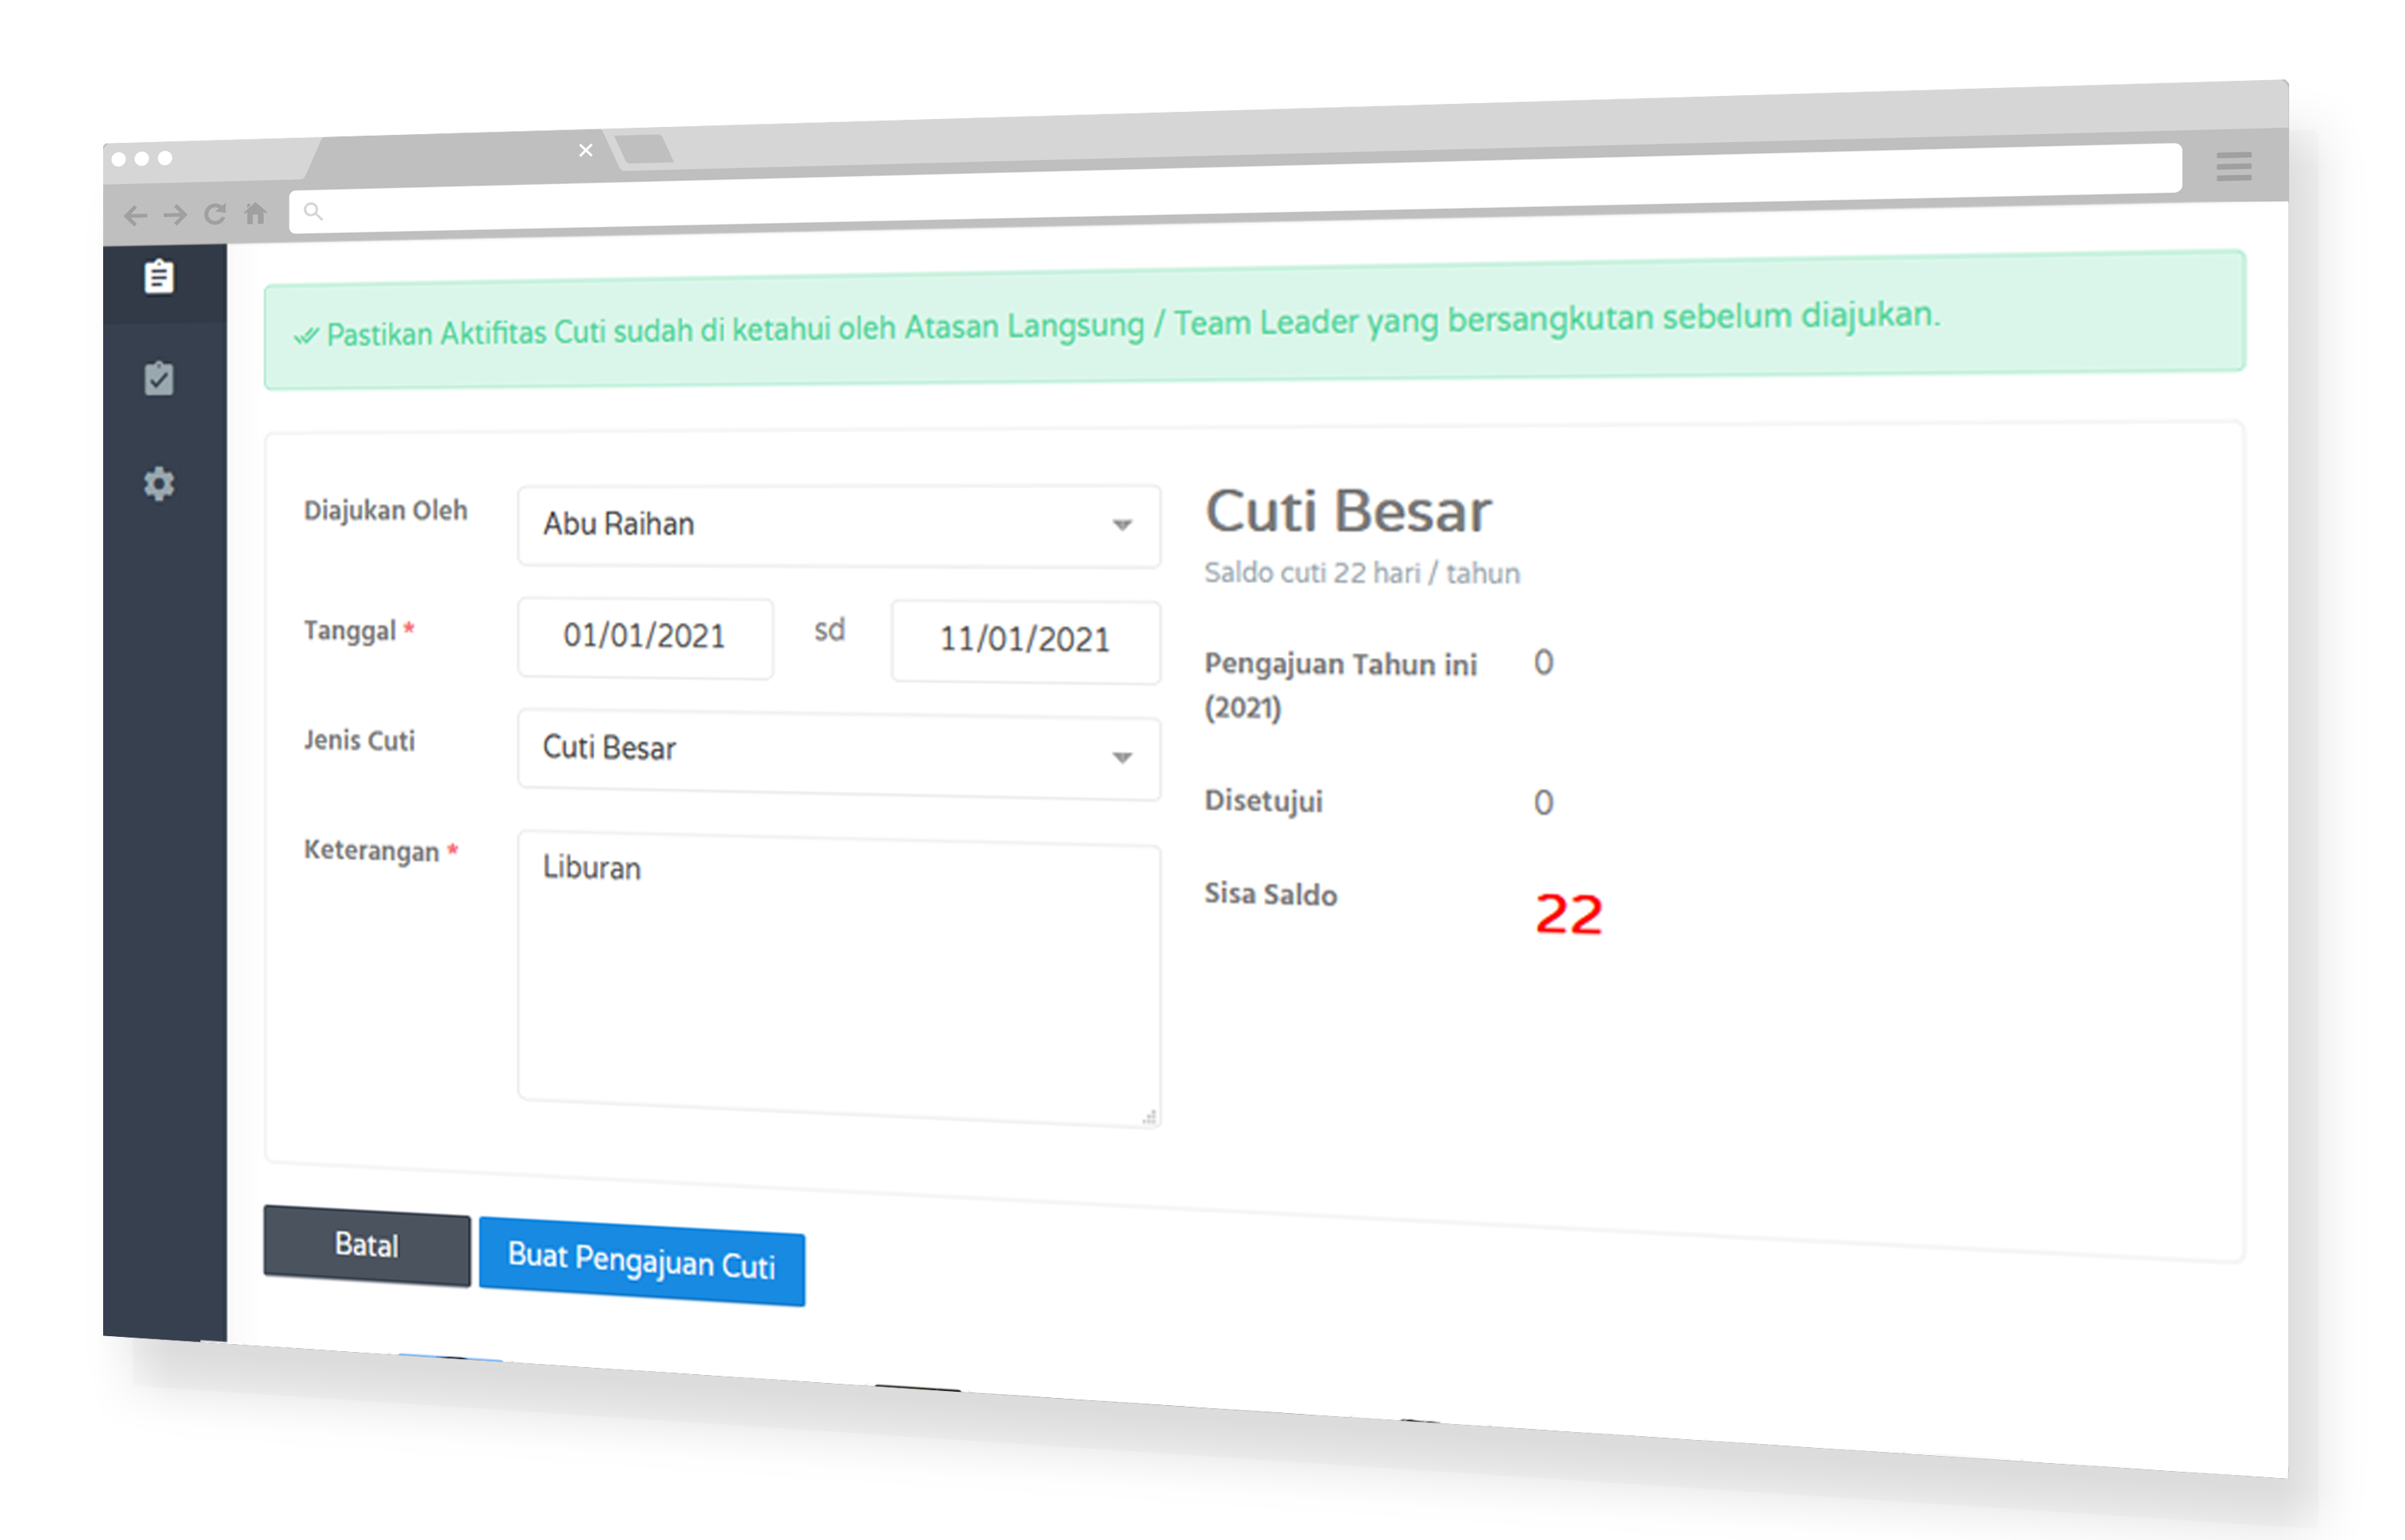 Pastikan Aktifitas Cuti sudah di ketahui oleh Atasan Langsung / Team Leader yang bersangkutan sebelum diajukan.
Diajukan Oleh
Abu Raihan
Tanggal *
01/01/2021
sd
11/01/2021
Jenis Cuti
Cuti Besar
Keterangan *
Liburan
Cuti Besar
Saldo cuti 22 hari / tahun
Pengajuan Tahun ini
(2021)
0
Disetujui
0
Sisa Saldo
22
Batal
Buat Pengajuan Cuti